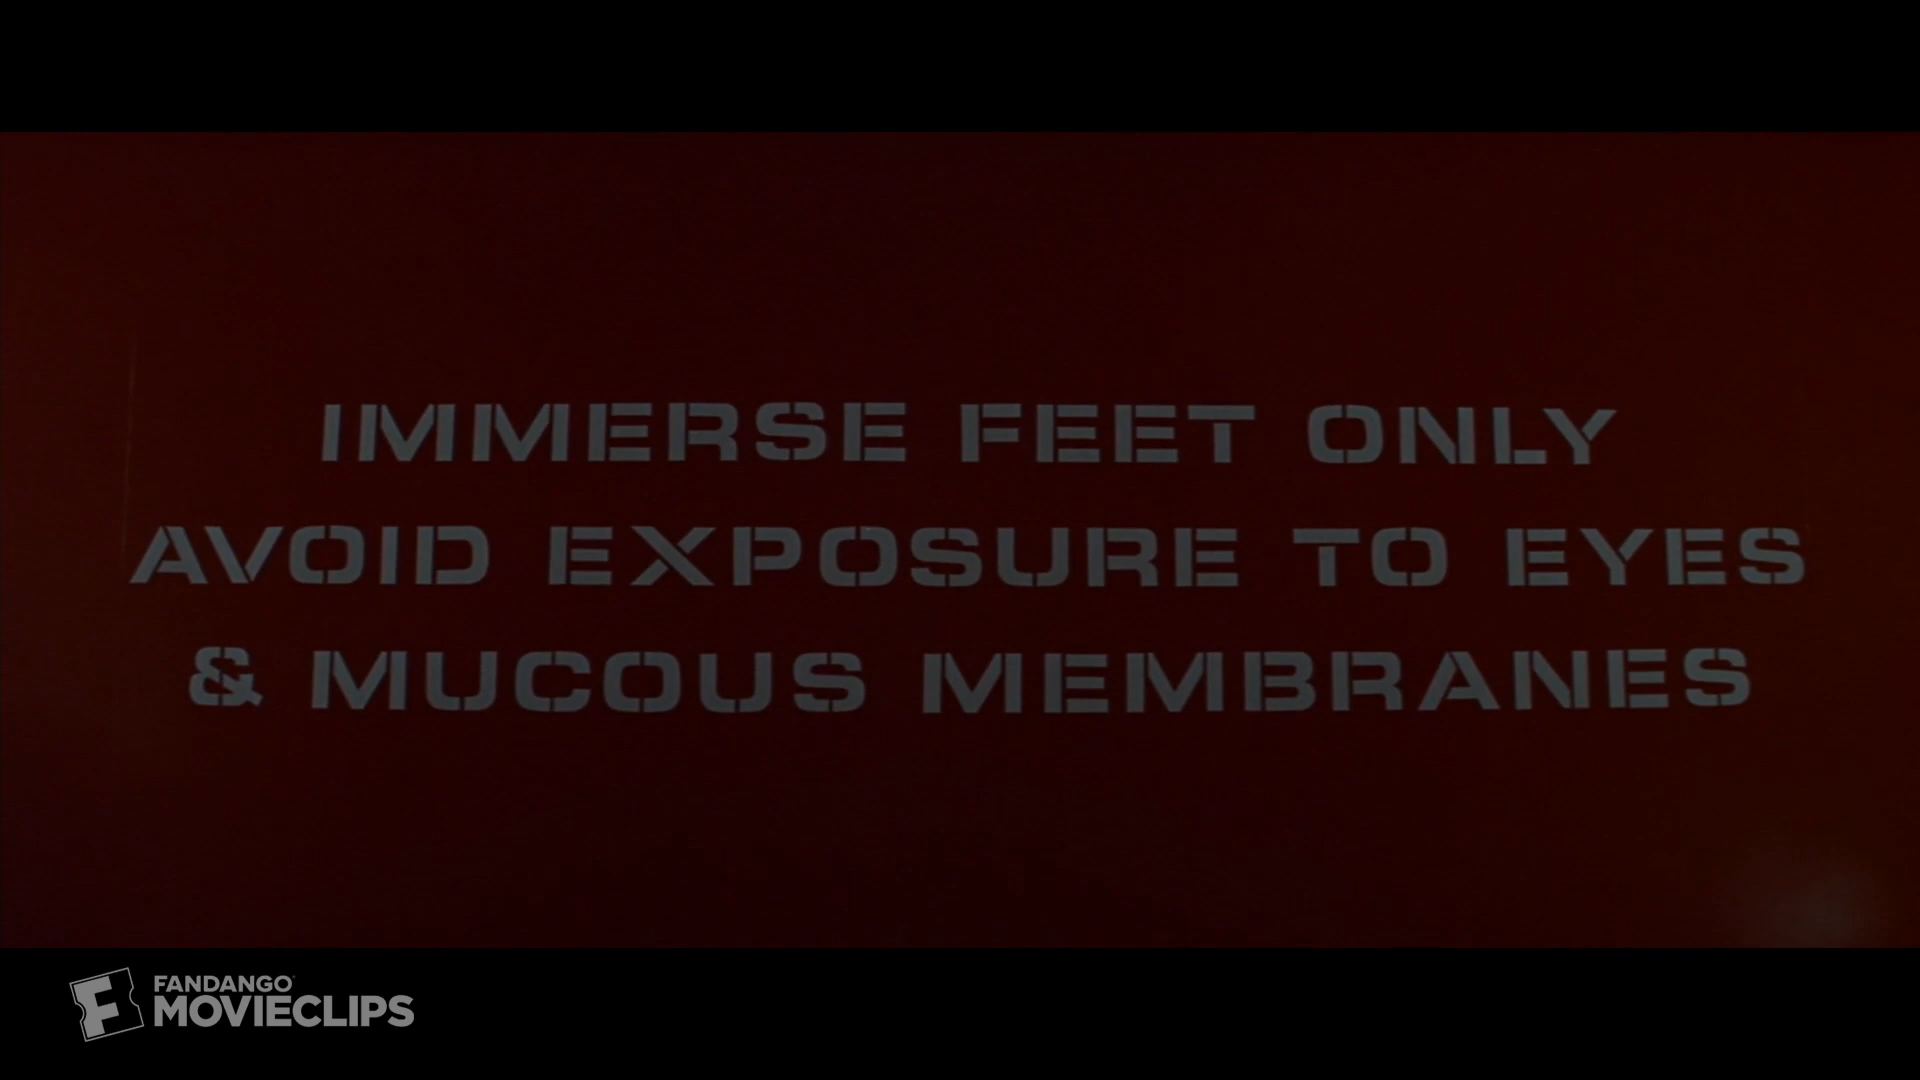 IMMERSE FEET ONLY
AVOID EXPOSURE TO EYES
& MUCOUS MEMBRANES
FANDANGO
MOVIECLIPS